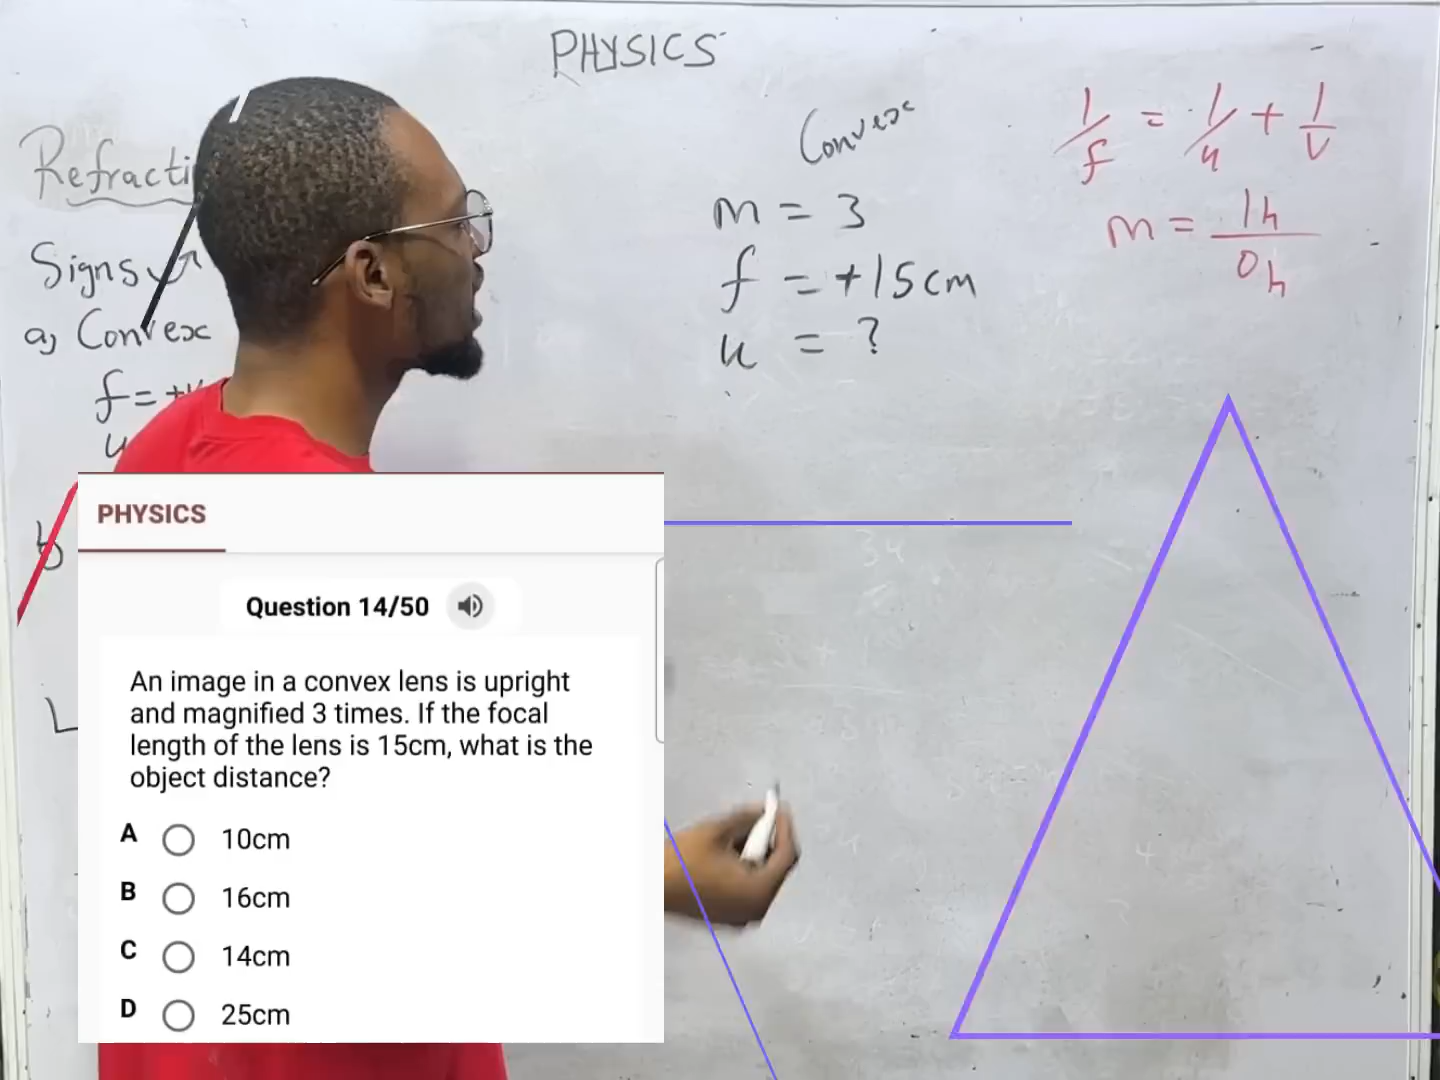 PHYSICS
Refracti
Signs
a) Convex
f = +v
u
b
Convex
m = 3
f = +15cm
u = ?
1/f = 1/u + 1/v
m = Ih/Oh
PHYSICS
Question 14/50
An image in a convex lens is upright
and magnified 3 times. If the focal
length of the lens is 15cm, what is the
object distance?
A 10cm
B 16cm
C 14cm
D 25cm